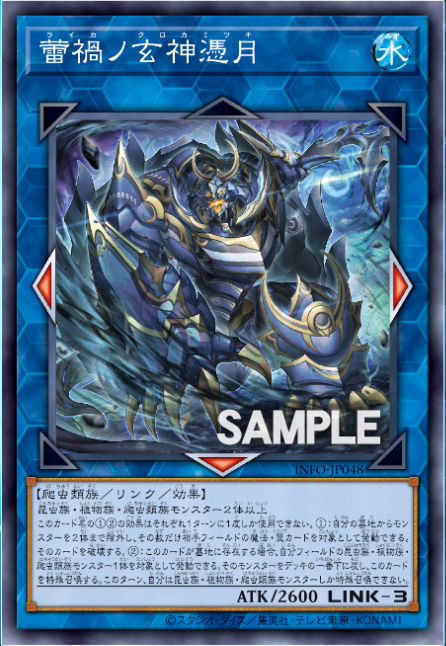 ライカ クロカミツキ
蕾禍ノ玄神憑月
水
SAMPLE
INFO-JP048
【爬虫類族／リンク／効果】
昆虫族・植物族・爬虫類族モンスター２体以上
このカード名の①②の効果はそれぞれ１ターンに１度しか使用できない。①：自分の墓地からモン
スターを２体まで除外し、その数だけ相手フィールドの魔法・罠カードを対象として発動できる。
そのカードを破壊する。②：このカードが墓地に存在する場合、自分フィールドの昆虫族・植物族・
爬虫類族モンスター１体を対象として発動できる。そのモンスターをデッキの一番下に戻し、このカード
を特殊召喚する。このターン、自分は昆虫族・植物族・爬虫類族モンスターしか特殊召喚できない。
ATK/2600 LINK-3
©スタジオ・ダイス／集英社・テレビ東京・KONAMI